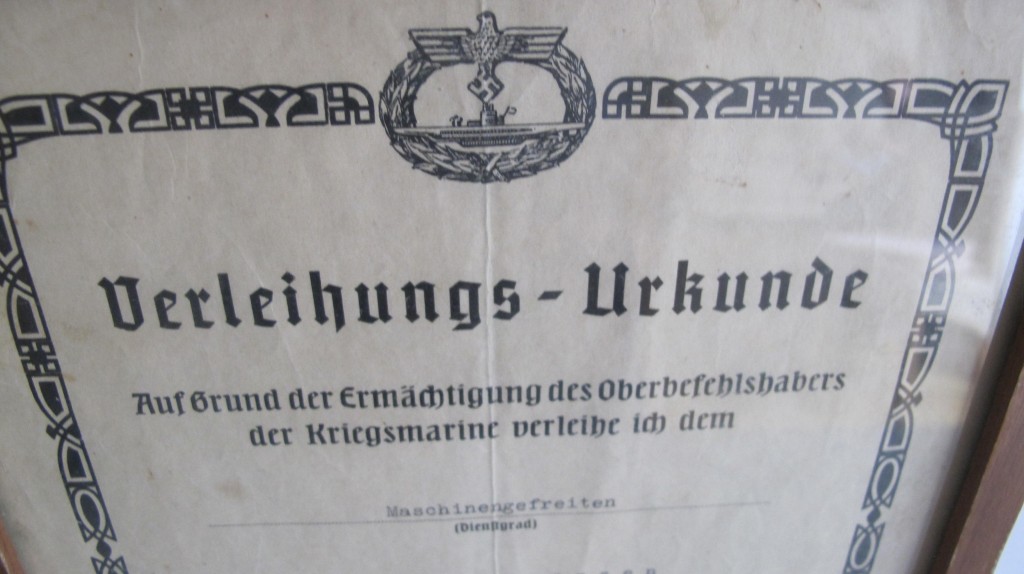 Verleihungs-Urkunde
Auf Grund der Ermächtigung des Oberbefehlshabers
der Kriegsmarine verleihe ich dem
Maschinengefreiten
(Dienstgrad)